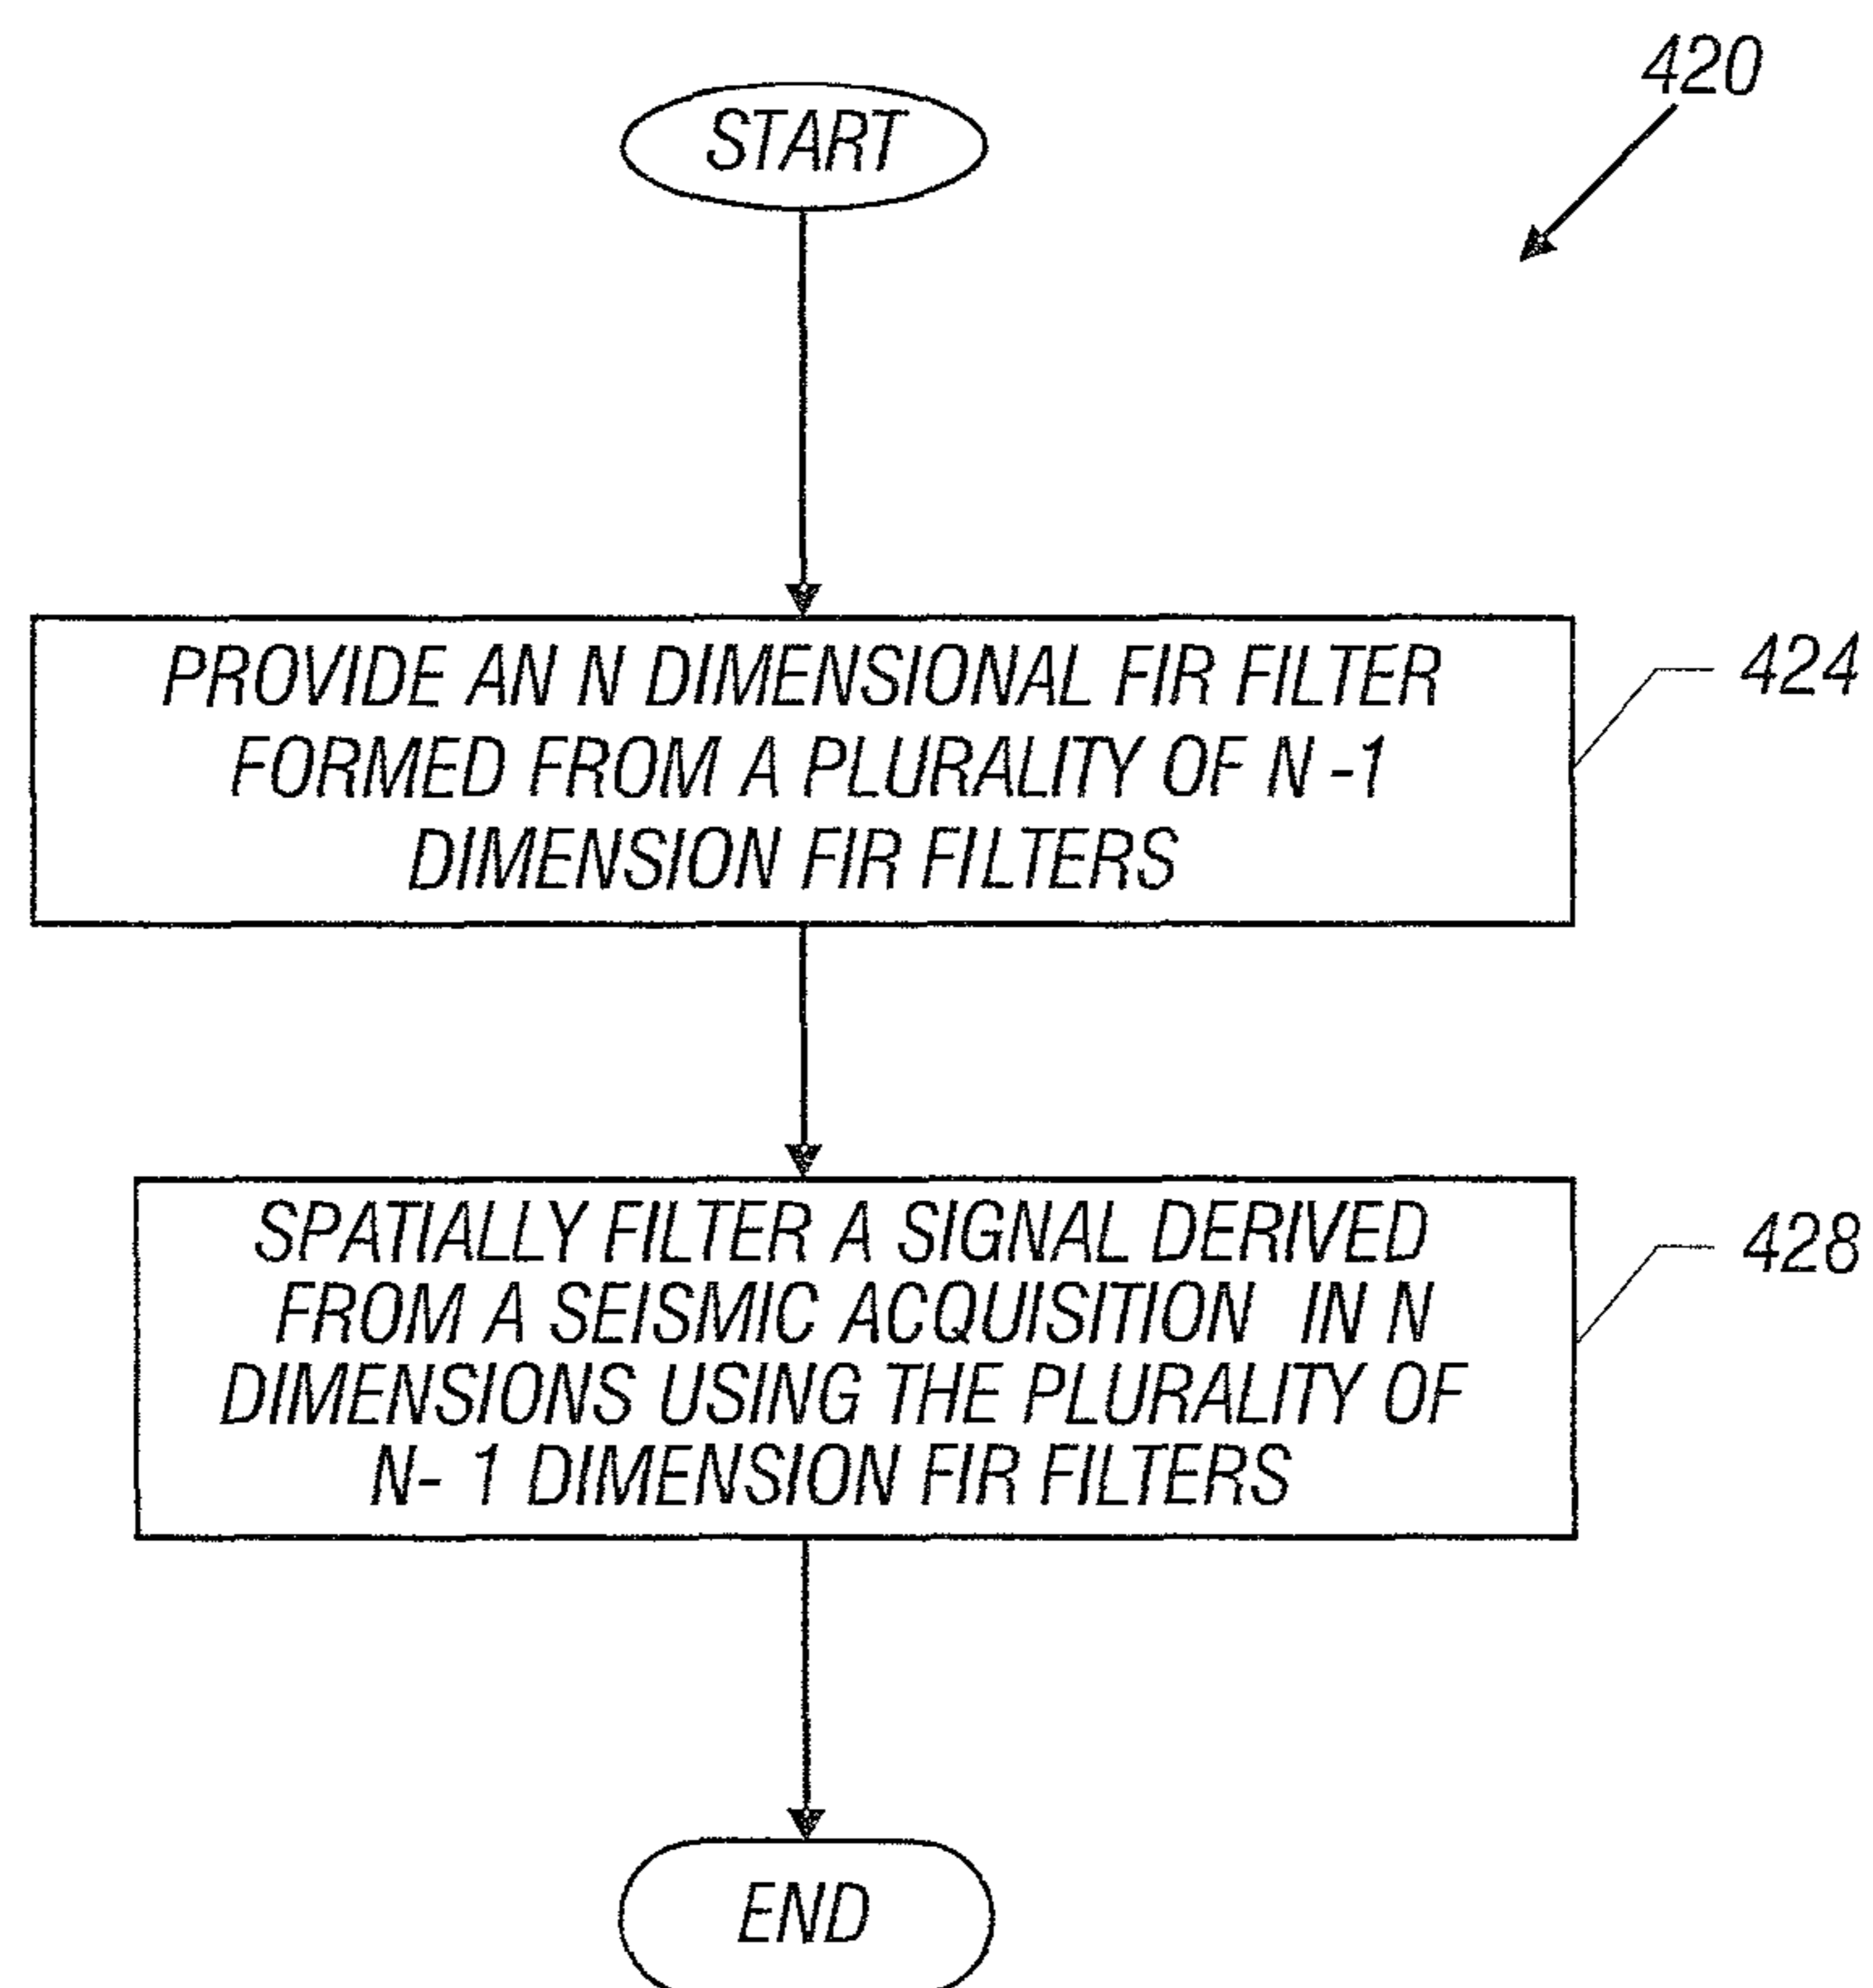 420
START
PROVIDE AN N DIMENSIONAL FIR FILTER
FORMED FROM A PLURALITY OF N -1
DIMENSION FIR FILTERS
424
SPATIALLY FILTER A SIGNAL DERIVED
FROM A SEISMIC ACQUISITION IN N
DIMENSIONS USING THE PLURALITY OF
N- 1 DIMENSION FIR FILTERS
428
END